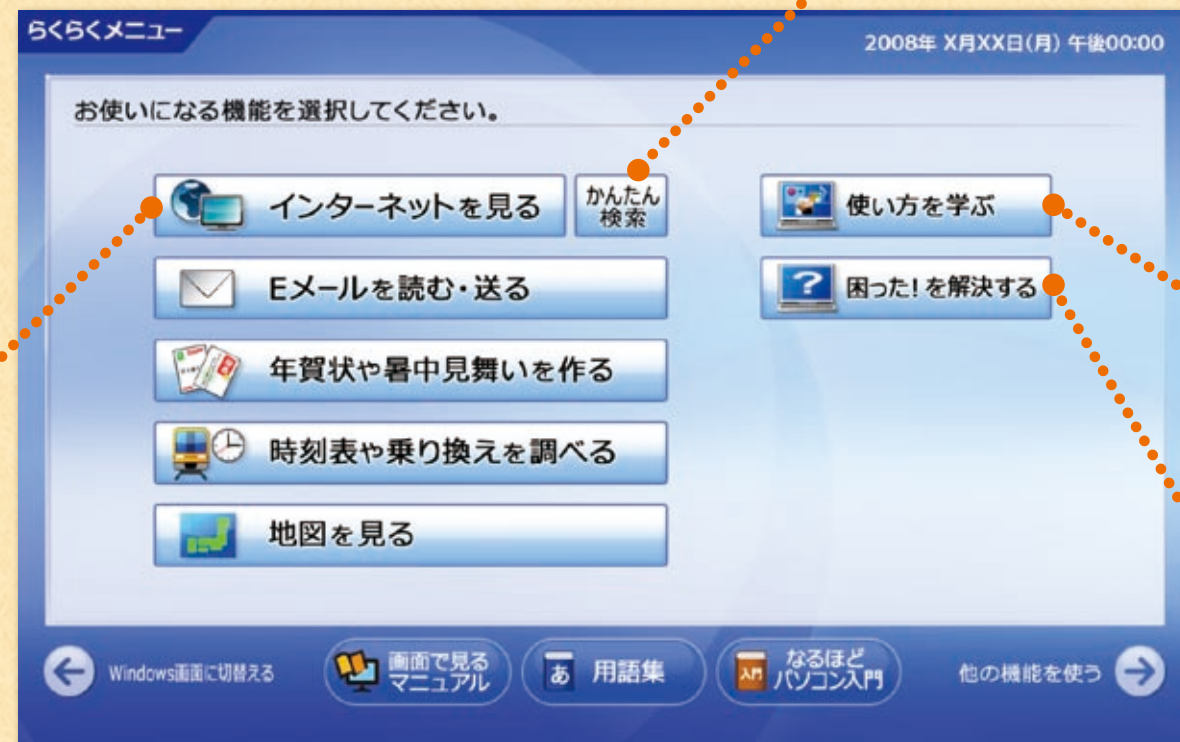 らくらくメニュー
2008年 X月XX日(月) 午後00:00
お使いになる機能を選択してください。
インターネットを見る
かんたん
検索
使い方を学ぶ
Eメールを読む・送る
困った!を解決する
年賀状や暑中見舞いを作る
時刻表や乗り換えを調べる
地図を見る
Windows画面に切替える
画面で見る
マニュアル
あ 用語集
入門
なるほど
パソコン入門
他の機能を使う